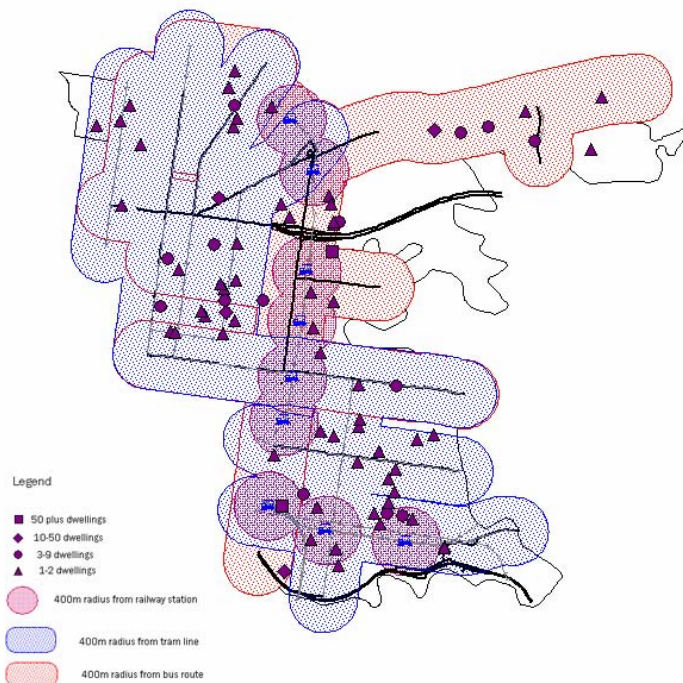 Legend
50 plus dwellings
10-50 dwellings
3-9 dwellings
1-2 dwellings
400m radius from railway station
400m radius from tram line
400m radius from bus route